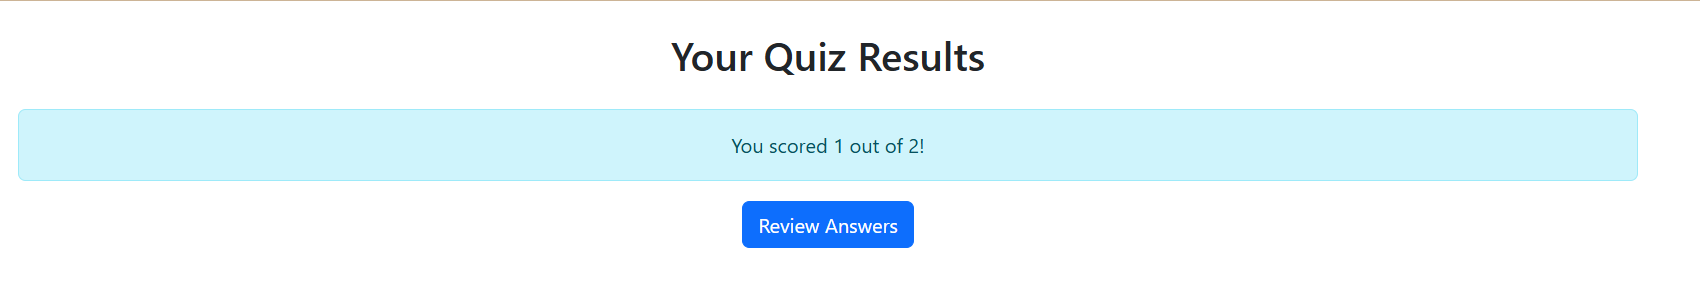 Your Quiz Results
You scored 1 out of 2!
Review Answers